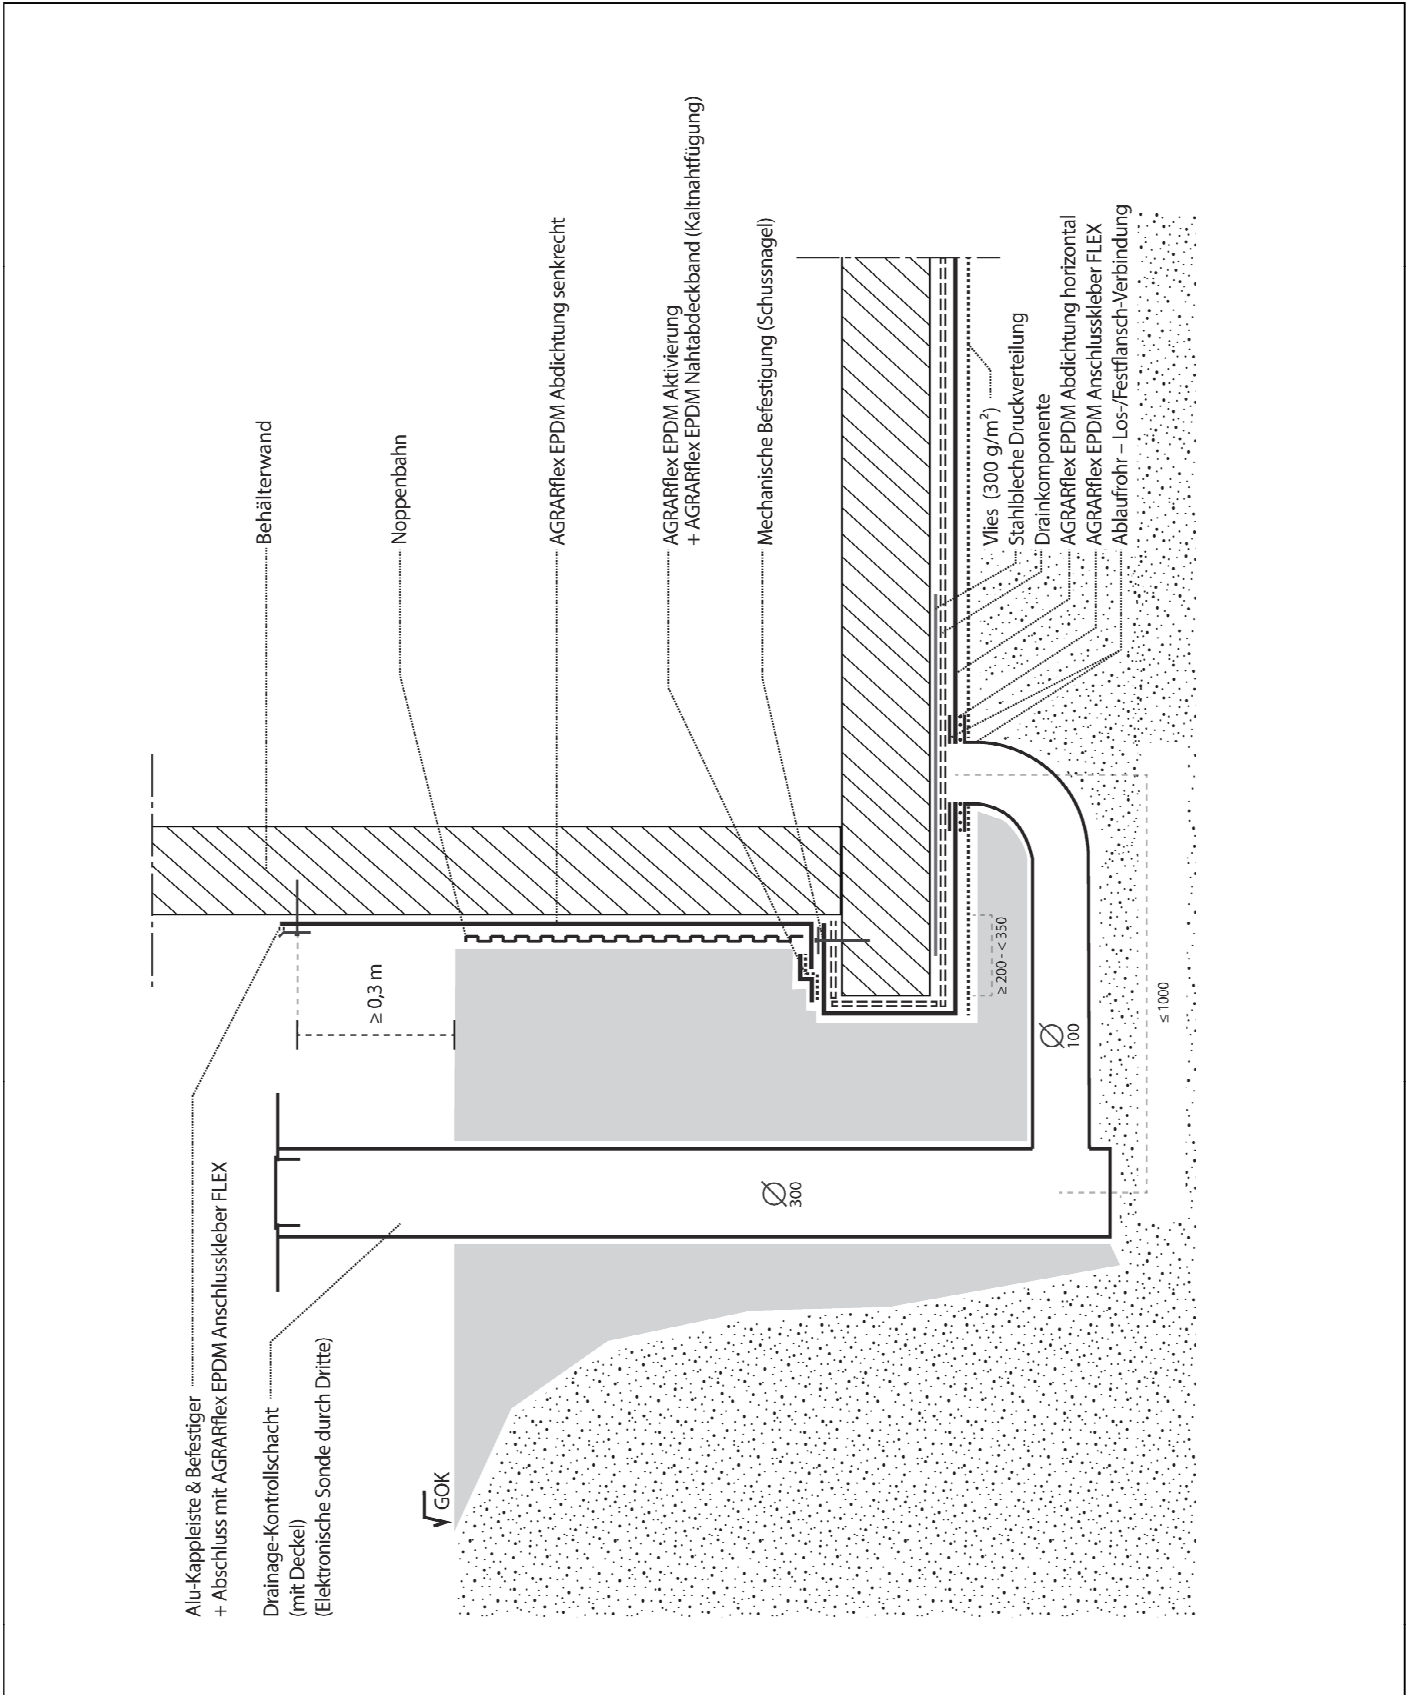 Alu-Kappleiste & Befestiger
+ Abschluss mit AGRARflex EPDM Anschlusskleber FLEX
Drainage-Kontrollschacht
(mit Deckel)
(Elektronische Sonde durch Dritte)
GOK
≥ 0,3 m
Ø
300
Ø
100
≥ 200 - < 350
≤ 1000
Behälterwand
Noppenbahn
AGRARflex EPDM Abdichtung senkrecht
AGRARflex EPDM Aktivierung
+ AGRARflex EPDM Nahtabdeckband (Kaltnahtfügung)
Mechanische Befestigung (Schussnagel)
Vlies (300 g/m²)
Stahlbleche Druckverteilung
Drainkomponente
AGRARflex EPDM Abdichtung horizontal
AGRARflex EPDM Anschlusskleber FLEX
Ablaufrohr – Los-/Festflansch-Verbindung